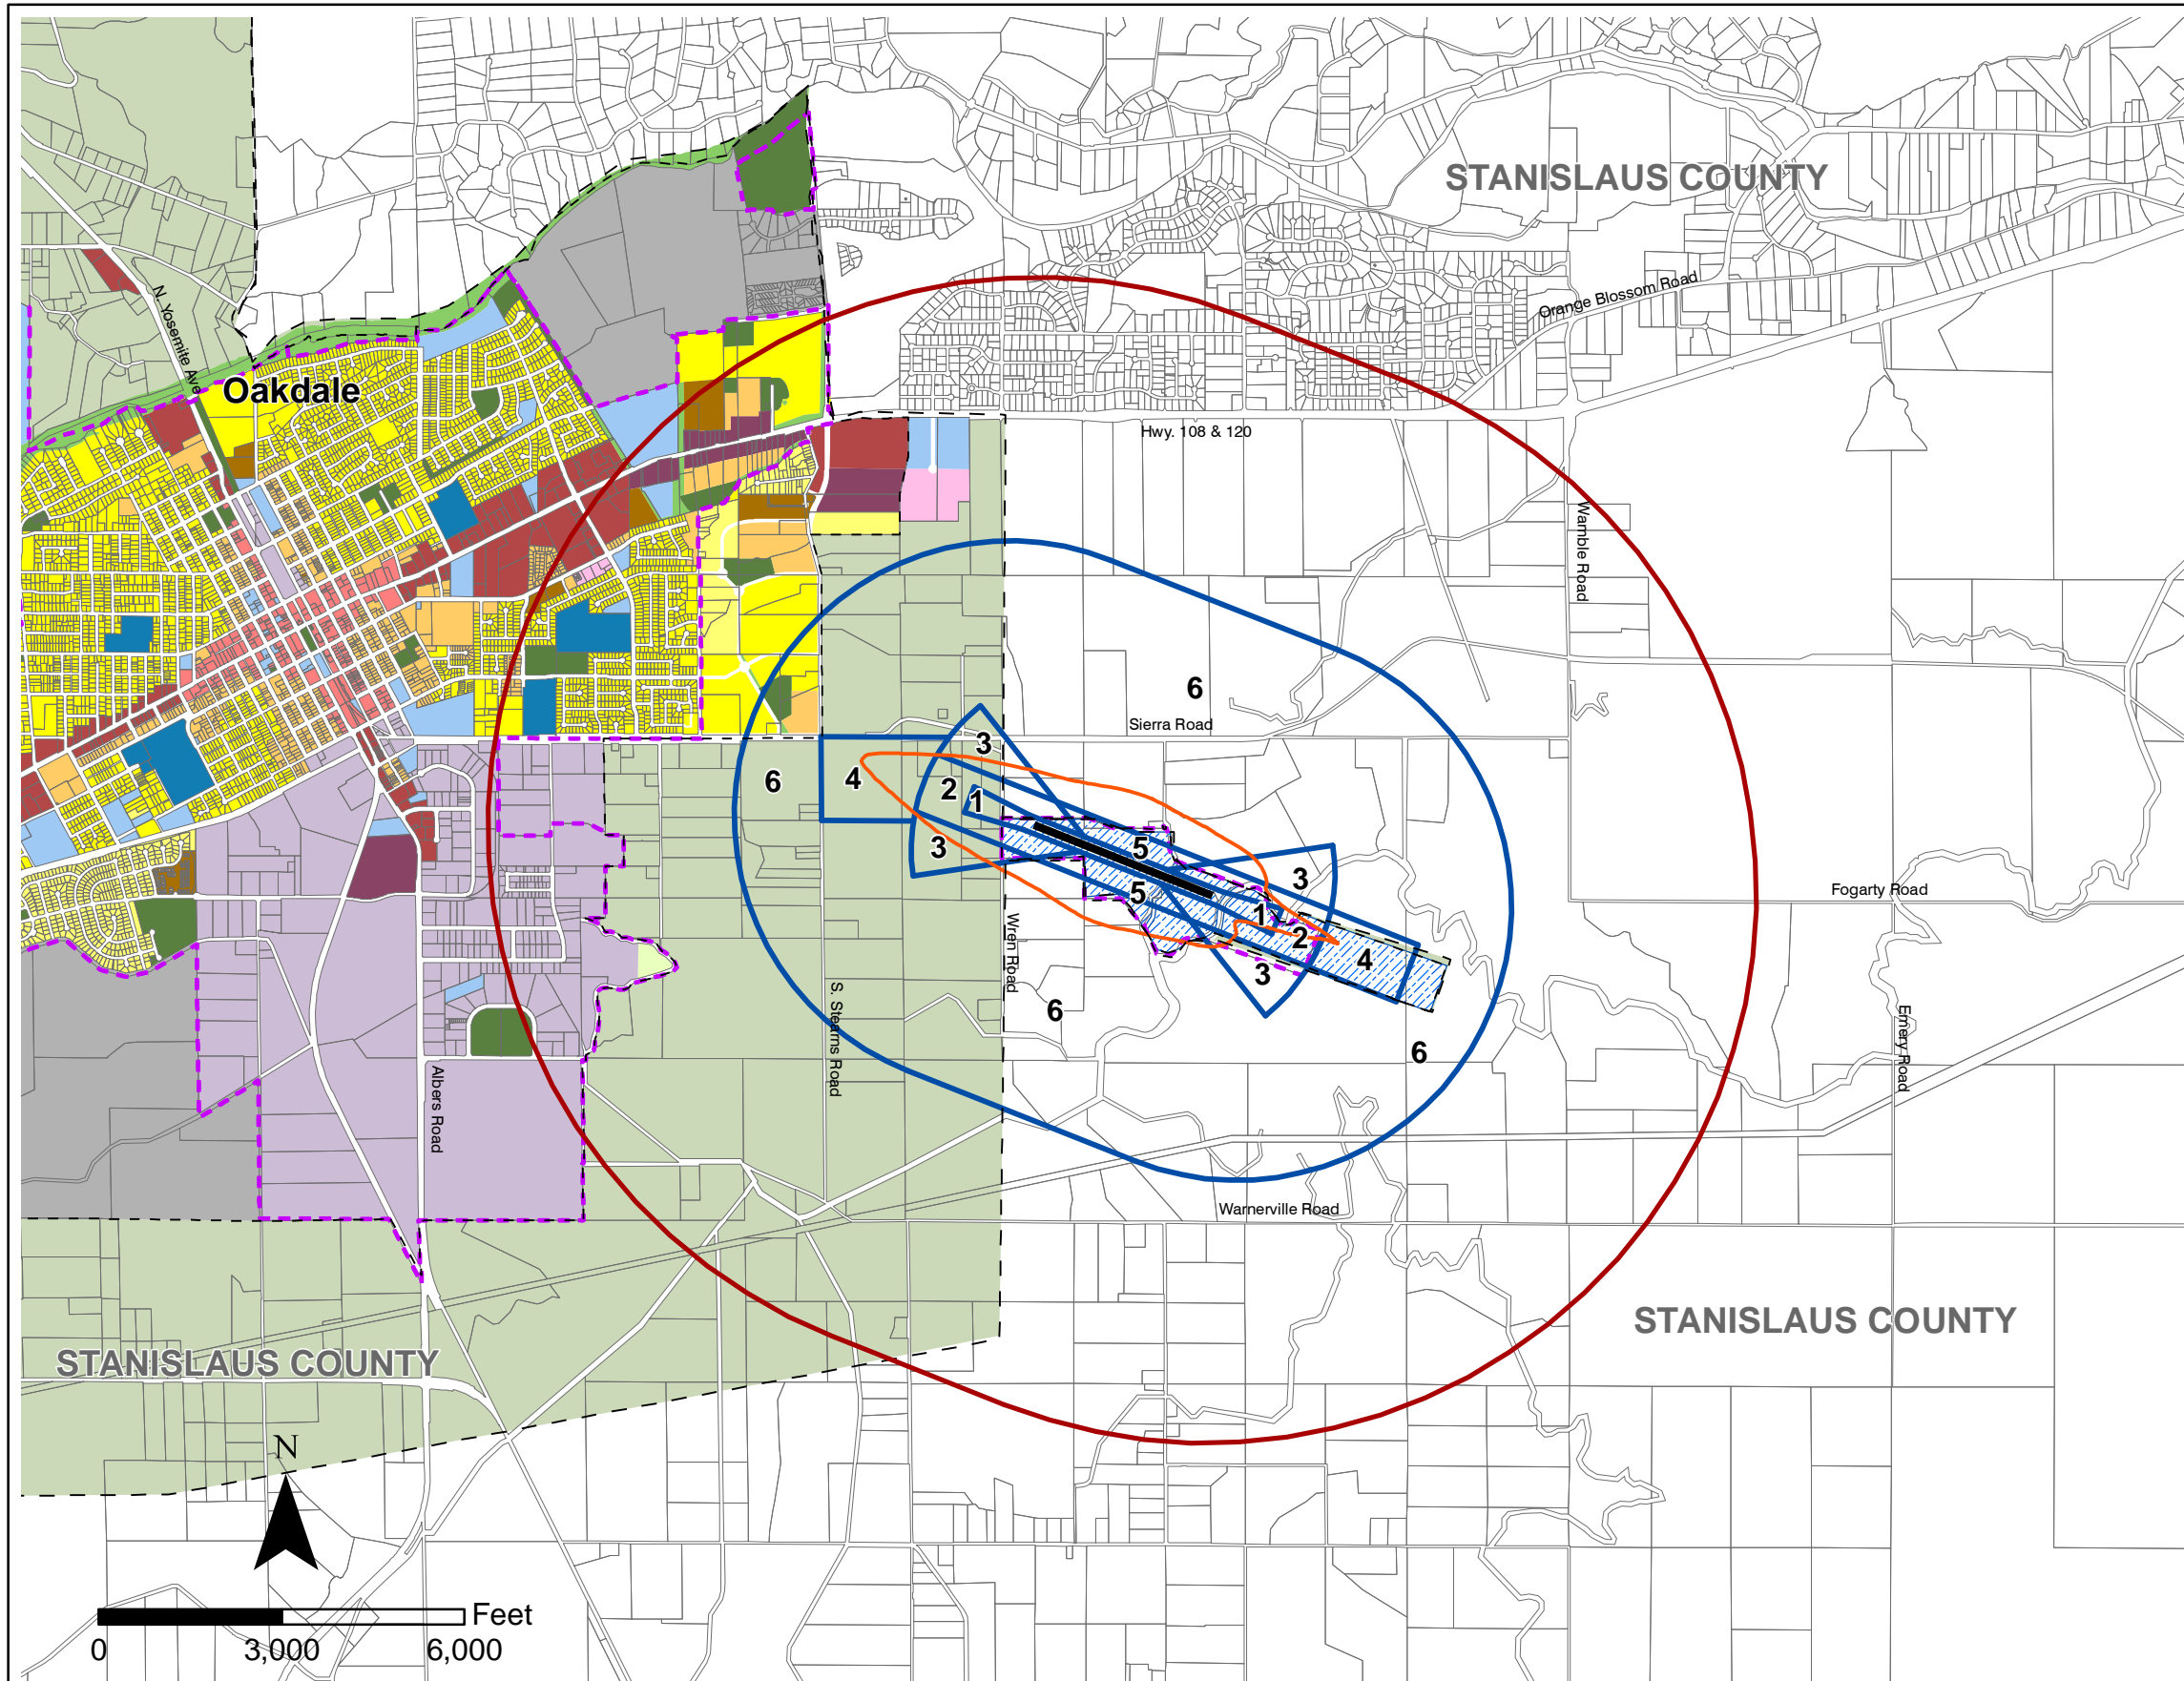 STANISLAUS COUNTY
Orange Blossom Road
N. Yosemite Ave
Oakdale
Hwy. 108 & 120
Wamble Road
6
Sierra Road
3
6
4
2
1
3
5
5
3
Fogarty Road
1
2
Wren Road
4
3
6
S. Stearns Road
6
Emery Road
Albers Road
Warnerville Road
STANISLAUS COUNTY
STANISLAUS COUNTY
N
Feet
0
3,000
6,000